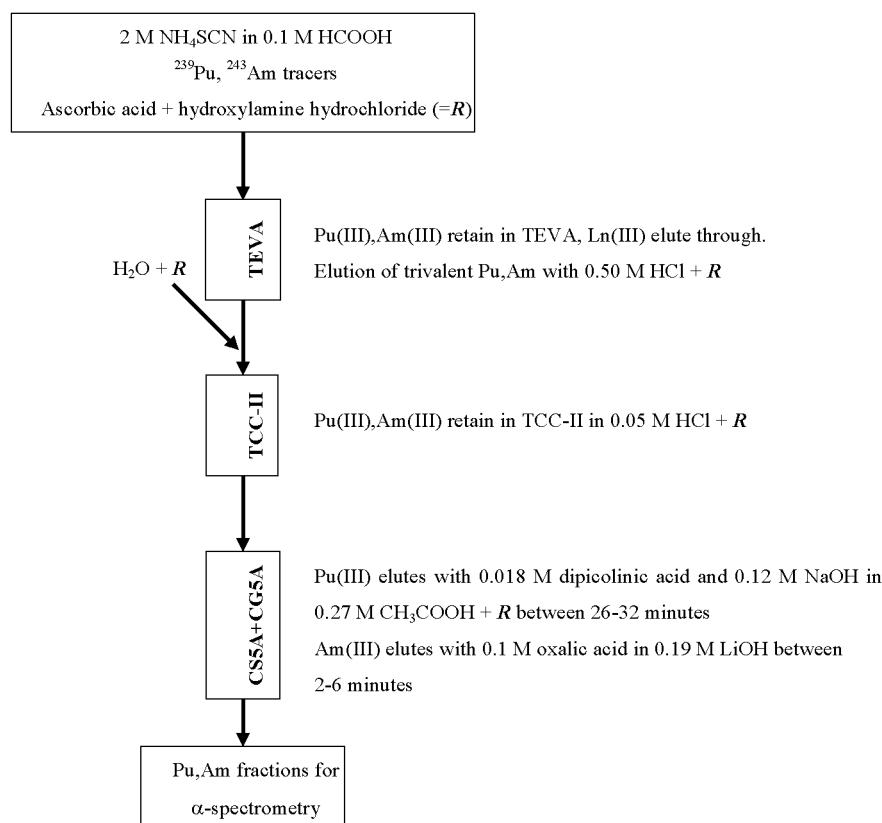 2 M NH₄SCN in 0.1 M HCOOH
²³⁹Pu, ²⁴³Am tracers
Ascorbic acid + hydroxylamine hydrochloride (=R)
TEVA
Pu(III),Am(III) retain in TEVA, Ln(III) elute through.
Elution of trivalent Pu,Am with 0.50 M HCl + R
H₂O + R
TCC-II
Pu(III),Am(III) retain in TCC-II in 0.05 M HCl + R
CS5A+CG5A
Pu(III) elutes with 0.018 M dipicolinic acid and 0.12 M NaOH in
0.27 M CH₃COOH + R between 26-32 minutes
Am(III) elutes with 0.1 M oxalic acid in 0.19 M LiOH between
2-6 minutes
Pu,Am fractions for
α-spectrometry